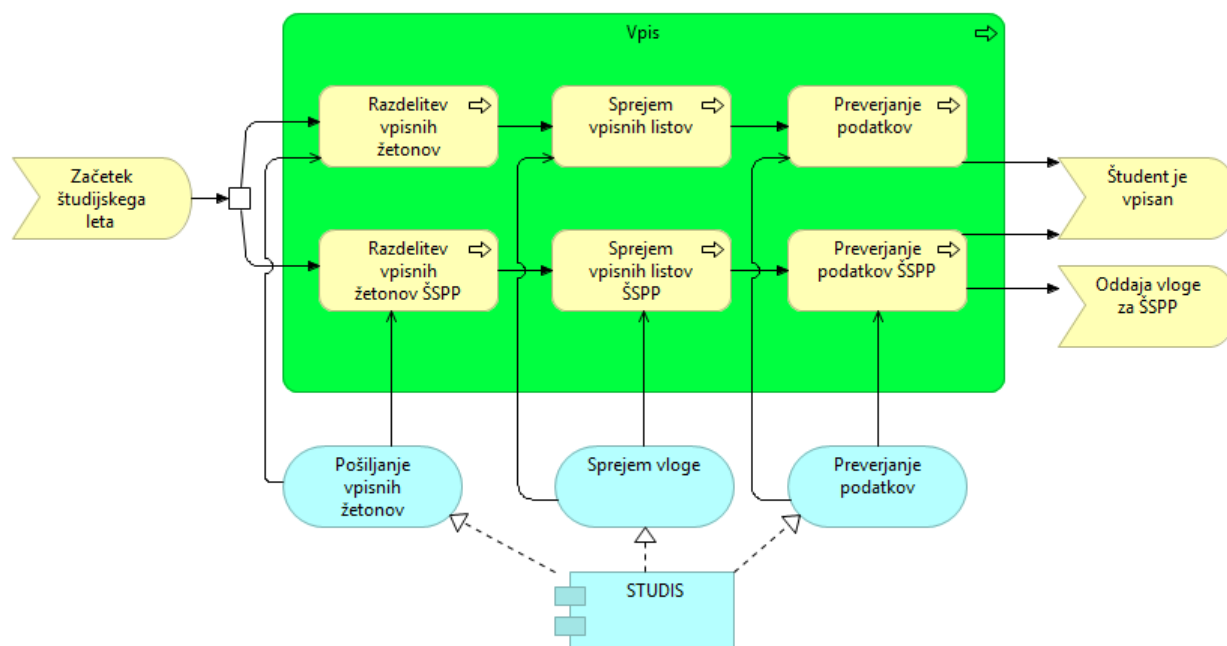 Vpis
Razdelitev
vpisnih
žetonov
Sprejem
vpisnih listov
Preverjanje
podatkov
Začetek
študijskega
leta
Študent je
vpisan
Razdelitev
vpisnih
žetonov ŠSPP
Sprejem
vpisnih listov
ŠSPP
Preverjanje
podatkov ŠSPP
Oddaja vloge
za ŠSPP
Pošiljanje
vpisnih
žetonov
Sprejem vloge
Preverjanje
podatkov
STUDIS